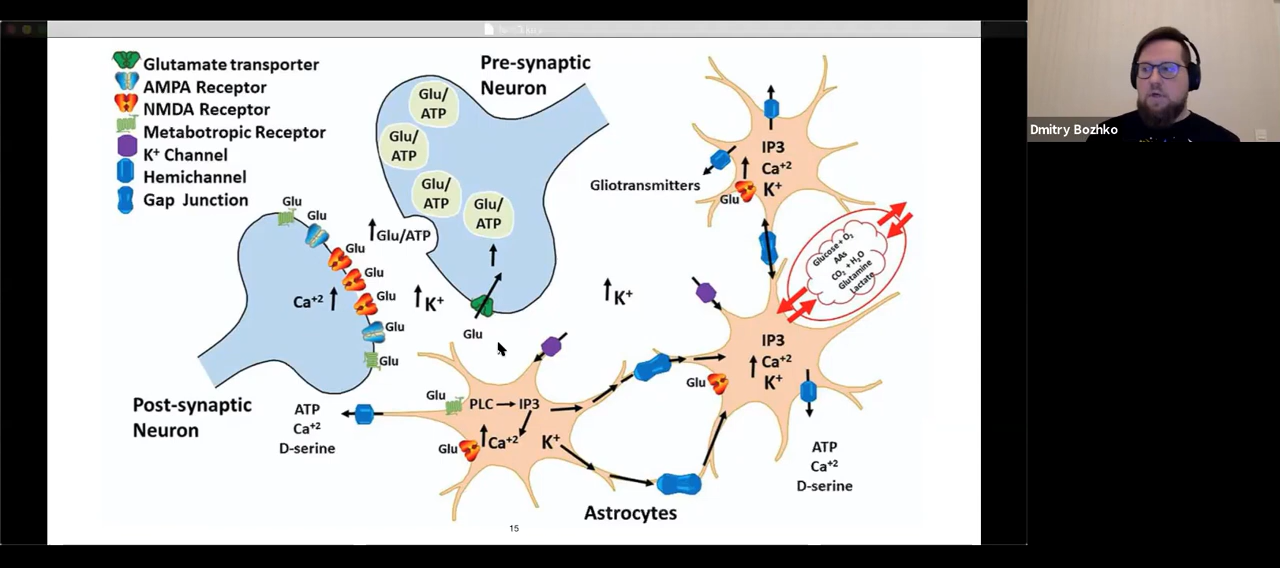 Glutamate transporter
AMPA Receptor
NMDA Receptor
Metabotropic Receptor
K⁺ Channel
Hemichannel
Gap Junction
Pre-synaptic
Neuron
Glu/
ATP
Glu/
ATP
Glu/
ATP
Glu/
ATP
Glu/ATP
K⁺
K⁺
Glu
Glu
Glu
Glu
Glu
Glu
Glu
Glu
Ca⁺²
Post-synaptic
Neuron
ATP
Ca⁺²
D-serine
Glu
PLC
IP3
Glu
Ca⁺²
K⁺
Astrocytes
Gliotransmitters
IP3
Ca⁺²
K⁺
Glu
Glucose + O₂
AAs
CO₂ + H₂O
Glutamine
Lactate
IP3
Ca⁺²
K⁺
Glu
ATP
Ca⁺²
D-serine
15
Dmitry Bozhko